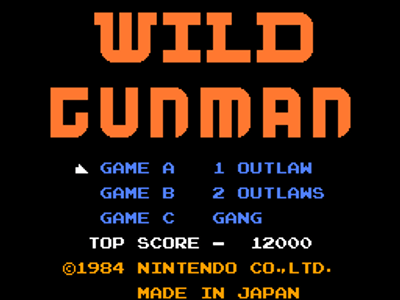 WILD
GUNMAN
GAME A 1 OUTLAW
GAME B 2 OUTLAWS
GAME C GANG
TOP SCORE - 12000
©1984 NINTENDO CO.,LTD.
MADE IN JAPAN